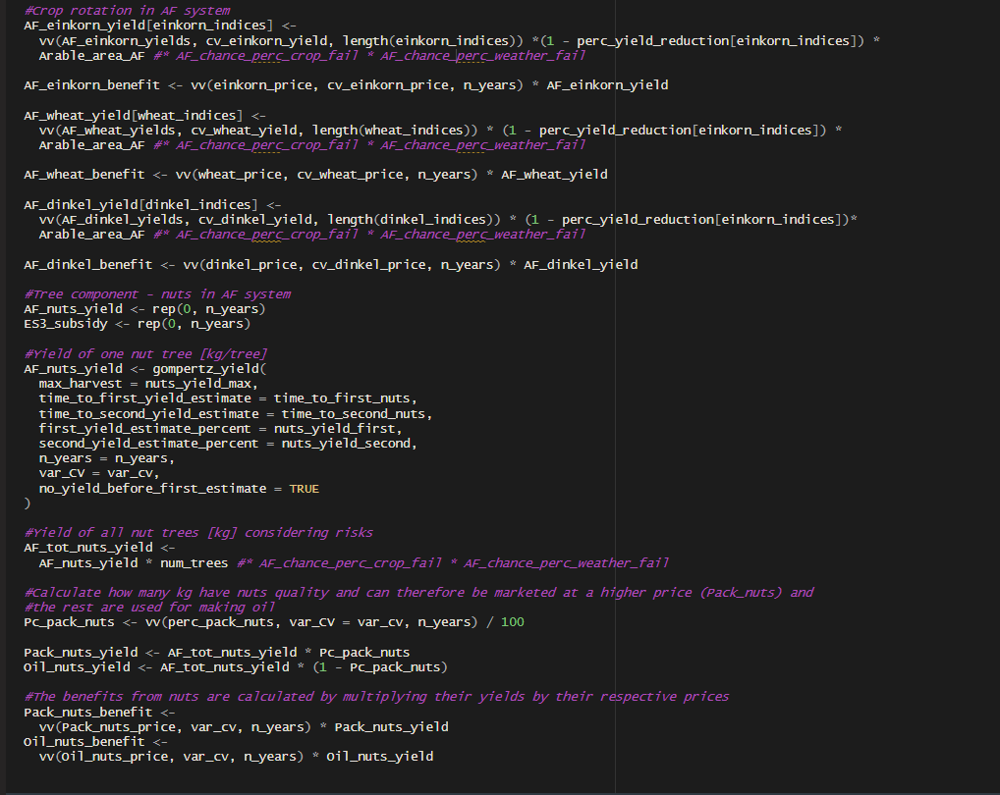 #Crop rotation in AF system
AF_einkorn_yield[einkorn_indices] <-
vv(AF_einkorn_yields, cv_einkorn_yield, length(einkorn_indices)) *(1 - perc_yield_reduction[einkorn_indices]) *
Arable_area_AF #* AF_chance_perc_crop_fail * AF_chance_perc_weather_fail
AF_einkorn_benefit <- vv(einkorn_price, cv_einkorn_price, n_years) * AF_einkorn_yield
AF_wheat_yield[wheat_indices] <-
vv(AF_wheat_yields, cv_wheat_yield, length(wheat_indices)) * (1 - perc_yield_reduction[einkorn_indices]) *
Arable_area_AF #* AF_chance_perc_crop_fail * AF_chance_perc_weather_fail
AF_wheat_benefit <- vv(wheat_price, cv_wheat_price, n_years) * AF_wheat_yield
AF_dinkel_yield[dinkel_indices] <-
vv(AF_dinkel_yields, cv_dinkel_yield, length(dinkel_indices)) * (1 - perc_yield_reduction[einkorn_indices])*
Arable_area_AF #* AF_chance_perc_crop_fail * AF_chance_perc_weather_fail
AF_dinkel_benefit <- vv(dinkel_price, cv_dinkel_price, n_years) * AF_dinkel_yield
#Tree component - nuts in AF system
AF_nuts_yield <- rep(0, n_years)
ES3_subsidy <- rep(0, n_years)
#Yield of one nut tree [kg/tree]
AF_nuts_yield <- gompertz_yield(
max_harvest = nuts_yield_max,
time_to_first_yield_estimate = time_to_first_nuts,
time_to_second_yield_estimate = time_to_second_nuts,
first_yield_estimate_percent = nuts_yield_first,
second_yield_estimate_percent = nuts_yield_second,
n_years = n_years,
var_CV = var_cv,
no_yield_before_first_estimate = TRUE
)
#Yield of all nut trees [kg] considering risks
AF_tot_nuts_yield <-
AF_nuts_yield * num_trees #* AF_chance_perc_crop_fail * AF_chance_perc_weather_fail
#Calculate how many kg have nuts quality and can therefore be marketed at a higher price (Pack_nuts) and
#the rest are used for making oil
Pc_pack_nuts <- vv(perc_pack_nuts, var_CV = var_cv, n_years) / 100
Pack_nuts_yield <- AF_tot_nuts_yield * Pc_pack_nuts
Oil_nuts_yield <- AF_tot_nuts_yield * (1 - Pc_pack_nuts)
#The benefits from nuts are calculated by multiplying their yields by their respective prices
Pack_nuts_benefit <-
vv(Pack_nuts_price, var_cv, n_years) * Pack_nuts_yield
Oil_nuts_benefit <-
vv(Oil_nuts_price, var_cv, n_years) * Oil_nuts_yield